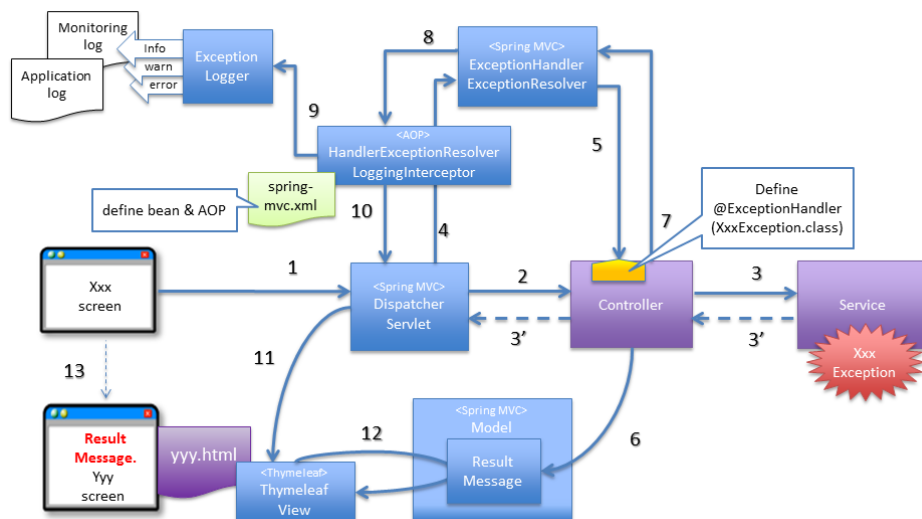 Monitoring
log
Application
log
Info
warn
error
Exception
Logger
8
<Spring MVC>
ExceptionHandler
ExceptionResolver
9
<AOP>
HandlerExceptionResolver
LoggingInterceptor
5
spring-
mvc.xml
define bean & AOP
10
4
7
Define
@ExceptionHandler
(XxxException.class)
Xxx
screen
1
<Spring MVC>
Dispatcher
Servlet
2
Controller
3
Service
3’
3’
Xxx
Exception
13
11
6
Result
Message.
Yyy
screen
yyy.html
<Thymeleaf>
Thymeleaf
View
12
<Spring MVC>
Model
Result
Message